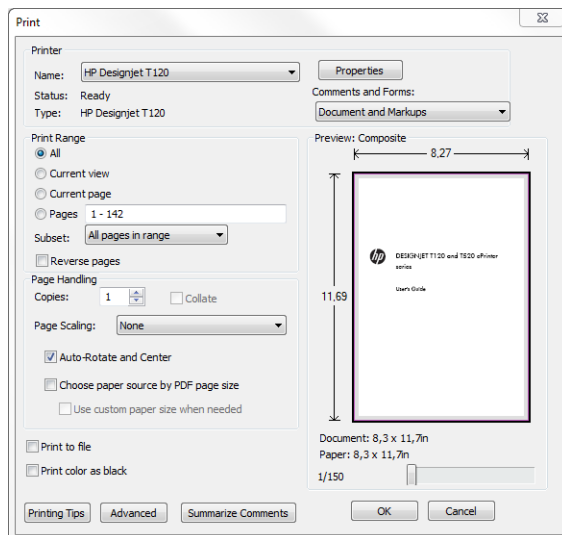 Print
Printer
Name: HP Designjet T120 Properties
Status: Ready Comments and Forms:
Type: HP Designjet T120 Document and Markups
Print Range
All
Current view
Current page
Pages 1 - 142
Subset: All pages in range
Reverse pages
Page Handling
Copies: 1 Collate
Page Scaling: None
Auto-Rotate and Center
Choose paper source by PDF page size
Use custom paper size when needed
Print to file
Print color as black
Preview: Composite
8,27
11,69
hp
DESIGNJET T120 and T520 ePrinter
series
User's Guide
Document: 8,3 x 11,7in
Paper: 8,3 x 11,7in
1/150
Printing Tips Advanced Summarize Comments OK Cancel